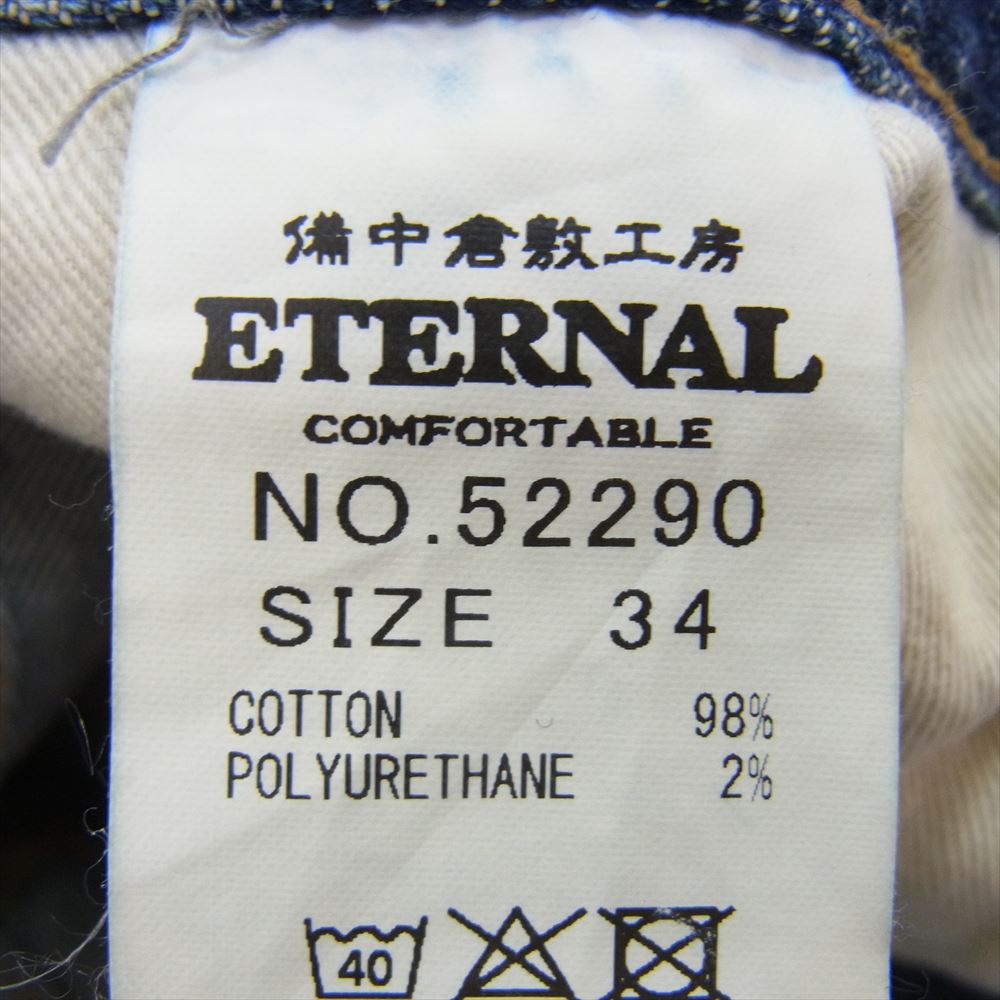 備中倉敷工房
ETERNAL
COMFORTABLE
NO.52290
SIZE 34
COTTON 98%
POLYURETHANE 2%
40